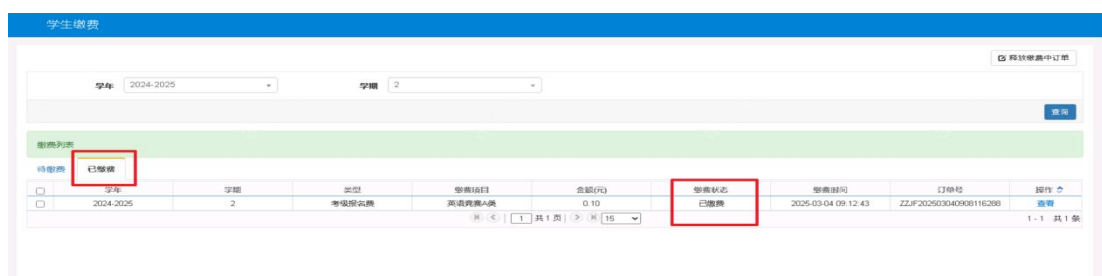 学生缴费
释放缴费中订单
学年 2024-2025 学期 2
查询
缴费列表
待缴费 已缴费
学年 学期 类型 缴费项目 金额(元) 缴费状态 缴费时间 订单号 操作
2024-2025 2 考级报名费 英语竞赛A类 0.10 已缴费 2025-03-04 09:12:43 ZZJF202503040908116288 查看
1 共 1 页 15 1 - 1 共 1 条